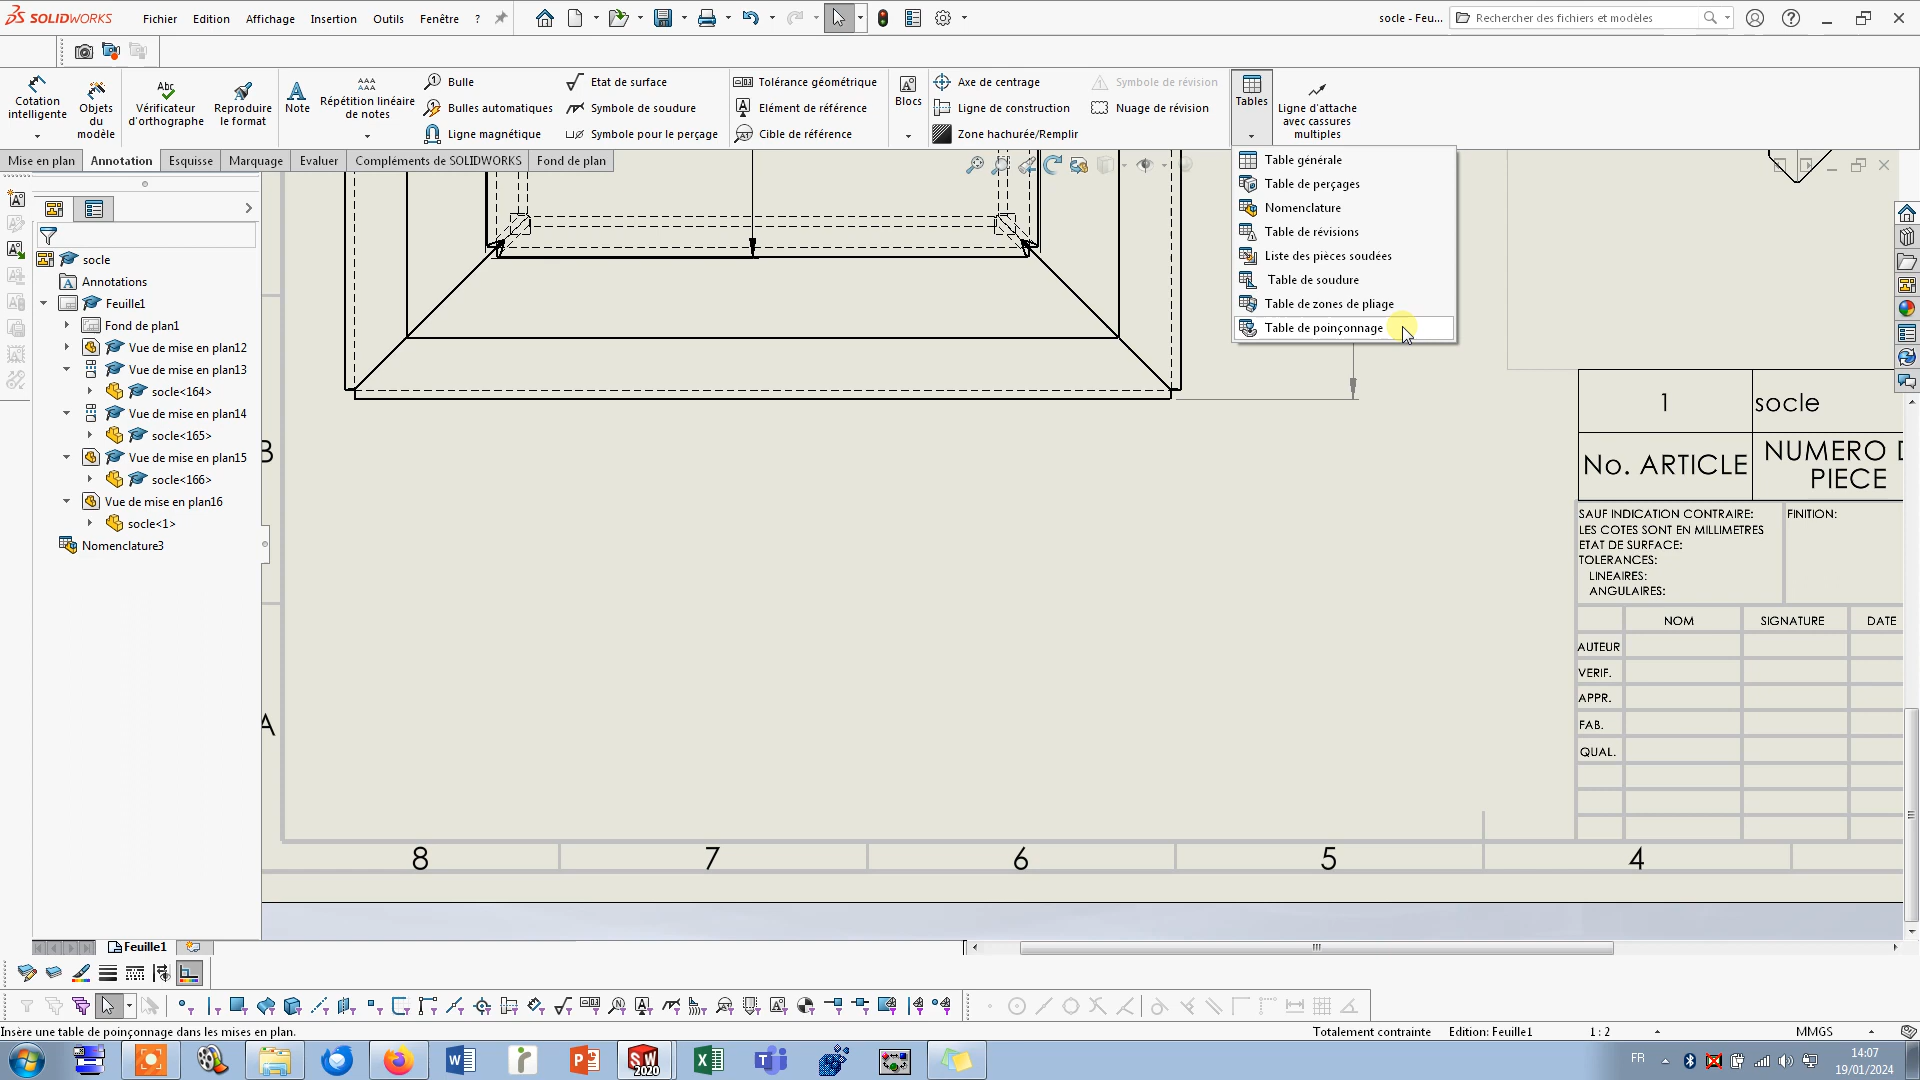 SOLIDWORKS
Fichier
Edition
Affichage
Insertion
Outils
Fenêtre
?
socle - Feu...
Rechercher des fichiers et modèles
Cotation intelligente
Objets du modèle
Vérificateur d'orthographe
Reproduire le format
Note
Répétition linéaire de notes
Bulle
Bulles automatiques
Ligne magnétique
Etat de surface
Symbole de soudure
Symbole pour le perçage
Tolérance géométrique
Elément de référence
Cible de référence
Blocs
Axe de centrage
Ligne de construction
Zone hachurée/Remplir
Symbole de révision
Nuage de révision
Tables
Ligne d'attache avec cassures multiples
Mise en plan
Annotation
Esquisse
Marquage
Evaluer
Compléments de SOLIDWORKS
Fond de plan
Table générale
Table de perçages
Nomenclature
Table de révisions
Liste des pièces soudées
Table de soudure
Table de zones de pliage
Table de poinçonnage
socle
Annotations
Feuille1
Fond de plan1
Vue de mise en plan12
Vue de mise en plan13
socle<164>
Vue de mise en plan14
socle<165>
Vue de mise en plan15
socle<166>
Vue de mise en plan16
socle<1>
Nomenclature3
B
A
1
socle
No. ARTICLE
NUMERO D
PIECE
SAUF INDICATION CONTRAIRE:
LES COTES SONT EN MILLIMETRES
ETAT DE SURFACE:
TOLERANCES:
LINEAIRES:
ANGULAIRES:
FINITION:
NOM
SIGNATURE
DATE
AUTEUR
VERIF.
APPR.
FAB.
QUAL.
8
7
6
5
4
Feuille1
Insère une table de poinçonnage dans les mises en plan.
Totalement contrainte
Edition: Feuille1
1 : 2
MMGS
FR
14:07
19/01/2024